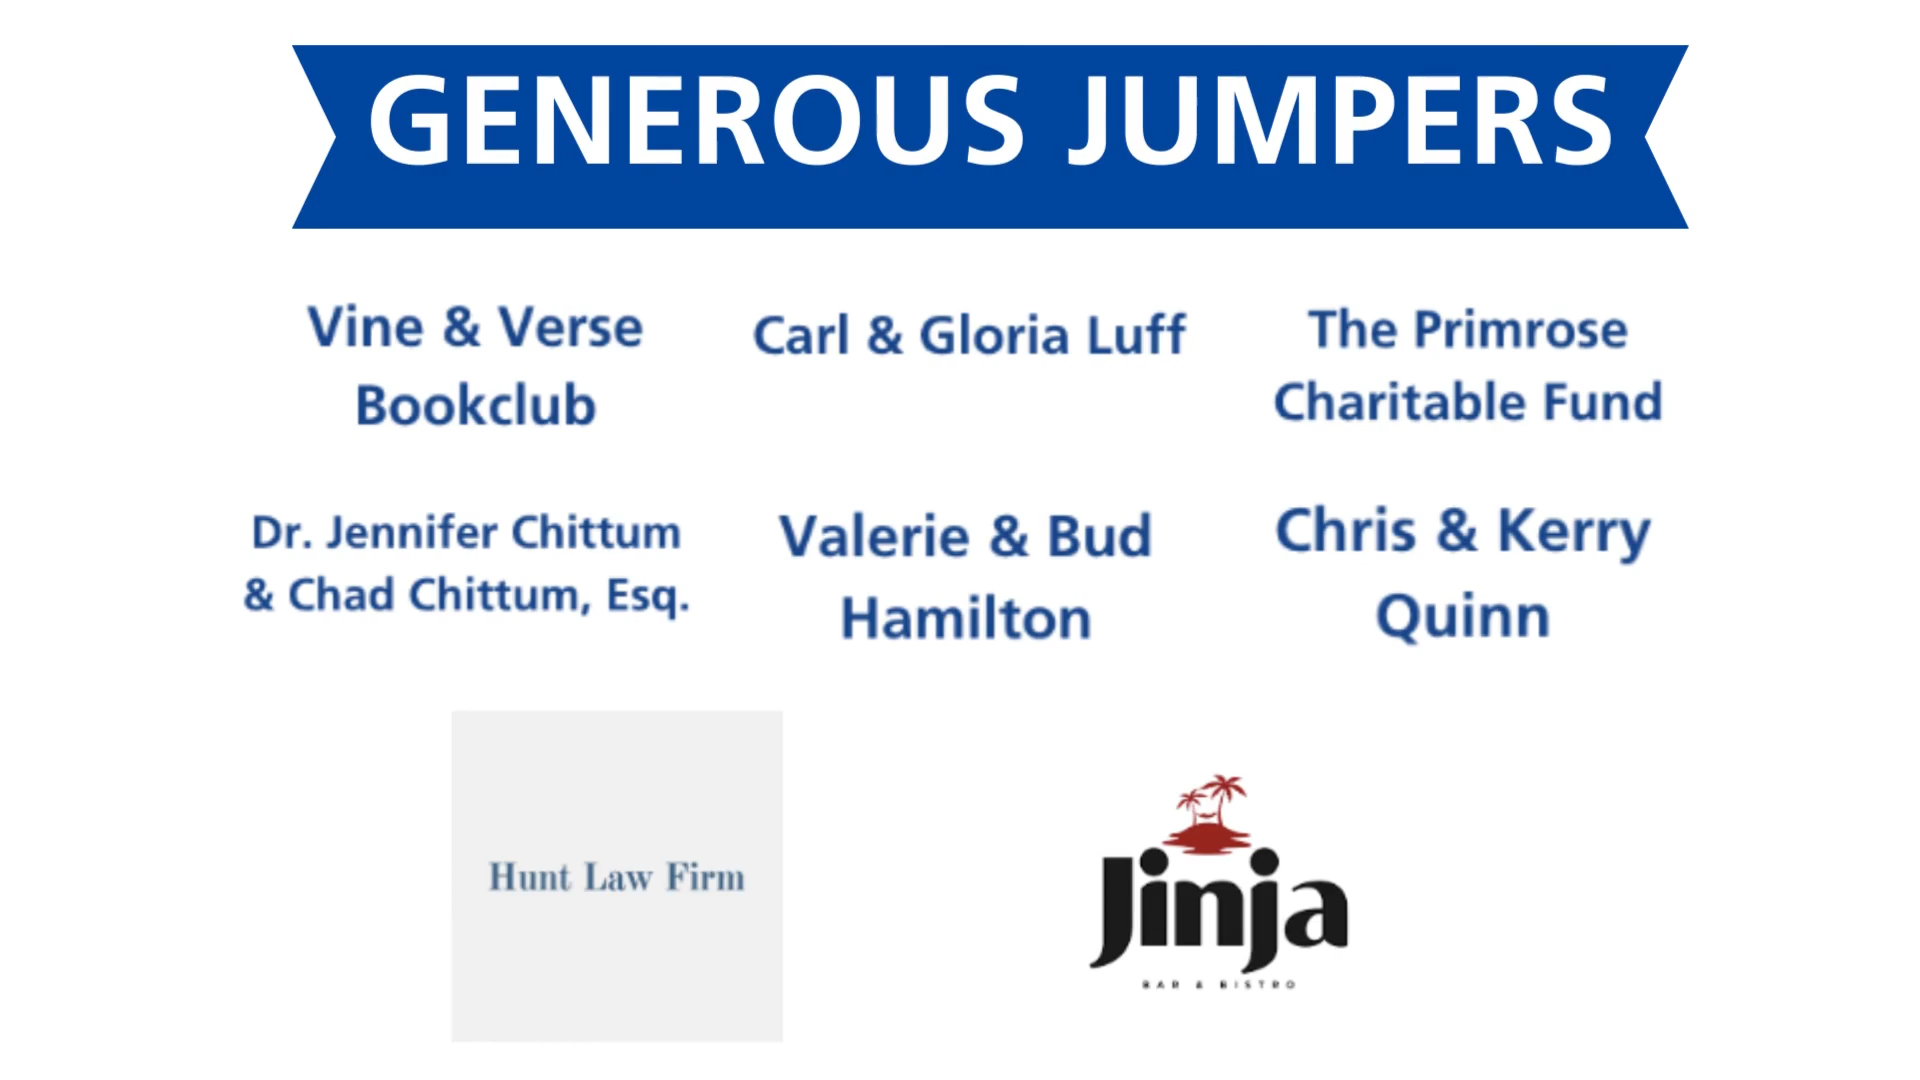 GENEROUS JUMPERS
Vine & Verse
Bookclub
Carl & Gloria Luff
The Primrose
Charitable Fund
Dr. Jennifer Chittum
& Chad Chittum, Esq.
Valerie & Bud
Hamilton
Chris & Kerry
Quinn
Hunt Law Firm
Jinja
BAR & BISTRO